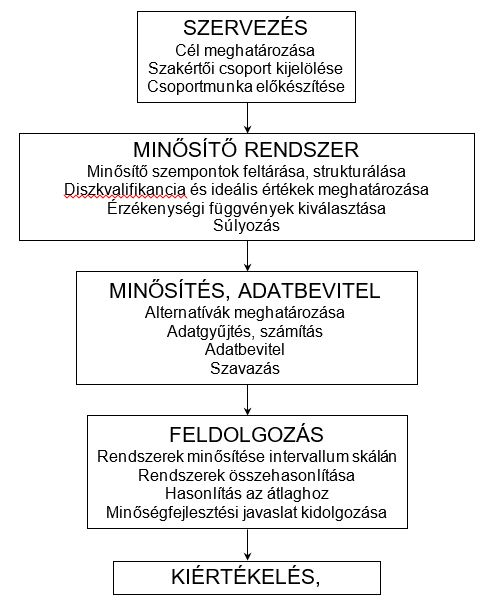 SZERVEZÉS
Cél meghatározása
Szakértői csoport kijelölése
Csoportmunka előkészítése
MINŐSÍTŐ RENDSZER
Minősítő szempontok feltárása, strukturálása
Diszkvalifikancia és ideális értékek meghatározása
Érzékenységi függvények kiválasztása
Súlyozás
MINŐSÍTÉS, ADATBEVITEL
Alternatívák meghatározása
Adatgyűjtés, számítás
Adatbevitel
Szavazás
FELDOLGOZÁS
Rendszerek minősítése intervallum skálán
Rendszerek összehasonlítása
Hasonlítás az átlaghoz
Minőségfejlesztési javaslat kidolgozása
KIÉRTÉKELÉS,